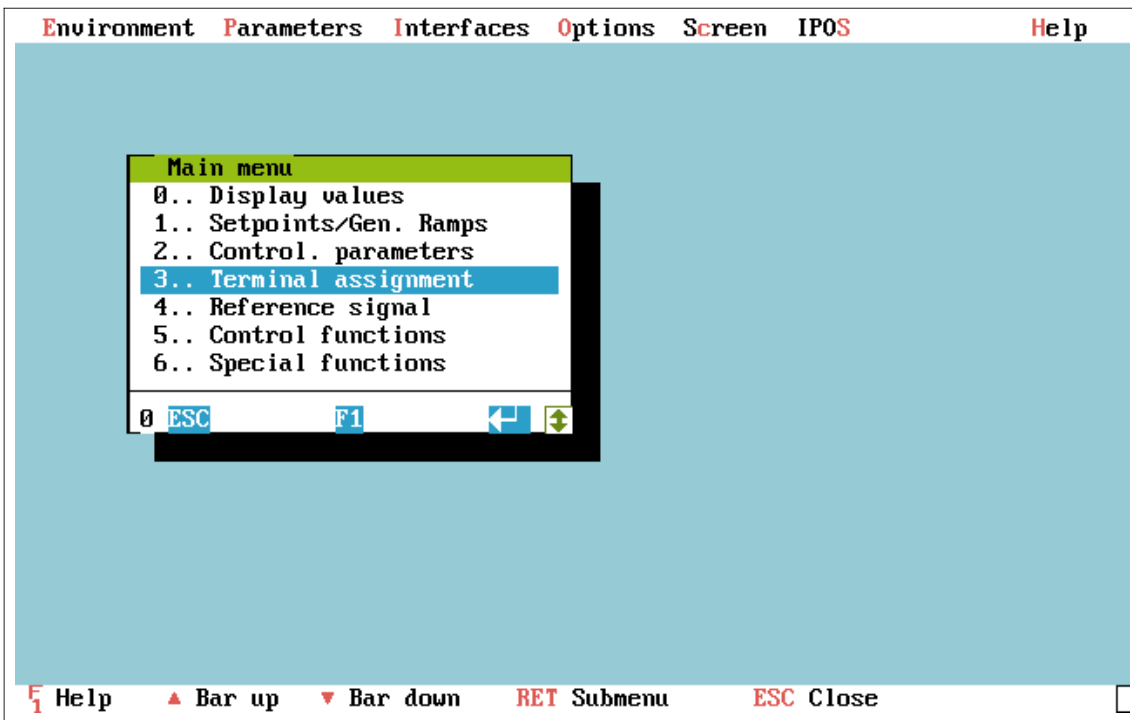 Environment Parameters Interfaces Options Screen IPOS Help
Main menu
0.. Display values
1.. Setpoints/Gen. Ramps
2.. Control. parameters
3.. Terminal assignment
4.. Reference signal
5.. Control functions
6.. Special functions
0 ESC F1
F1 Help ▲ Bar up ▼ Bar down RET Submenu ESC Close